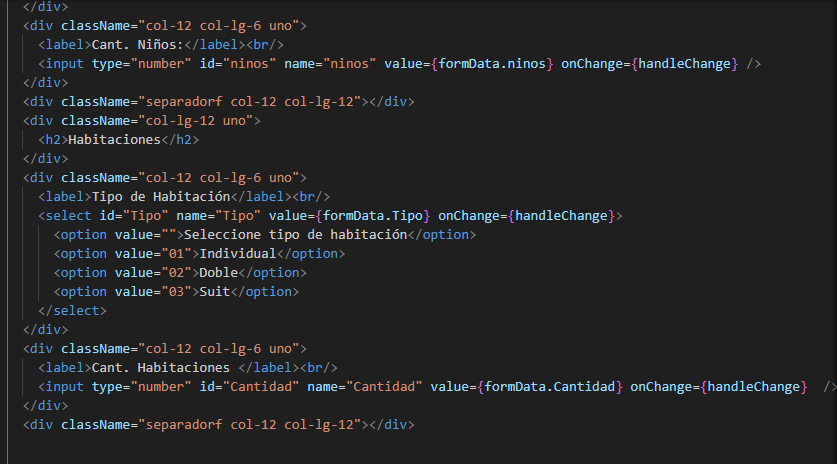 </div>
<div className="col-12 col-lg-6 uno">
<label>Cant. Niños:</label><br/>
<input type="number" id="ninos" name="ninos" value={formData.ninos} onChange={handleChange} />
</div>
<div className="separadorf col-12 col-lg-12"></div>
<div className="col-lg-12 uno">
<h2>Habitaciones</h2>
</div>
<div className="col-12 col-lg-6 uno">
<label>Tipo de Habitación</label><br/>
<select id="Tipo" name="Tipo" value={formData.Tipo} onChange={handleChange}>
<option value="">Seleccione tipo de habitación</option>
<option value="01">Individual</option>
<option value="02">Doble</option>
<option value="03">Suit</option>
</select>
</div>
<div className="col-12 col-lg-6 uno">
<label>Cant. Habitaciones </label><br/>
<input type="number" id="Cantidad" name="Cantidad" value={formData.Cantidad} onChange={handleChange}  />
</div>
<div className="separadorf col-12 col-lg-12"></div>